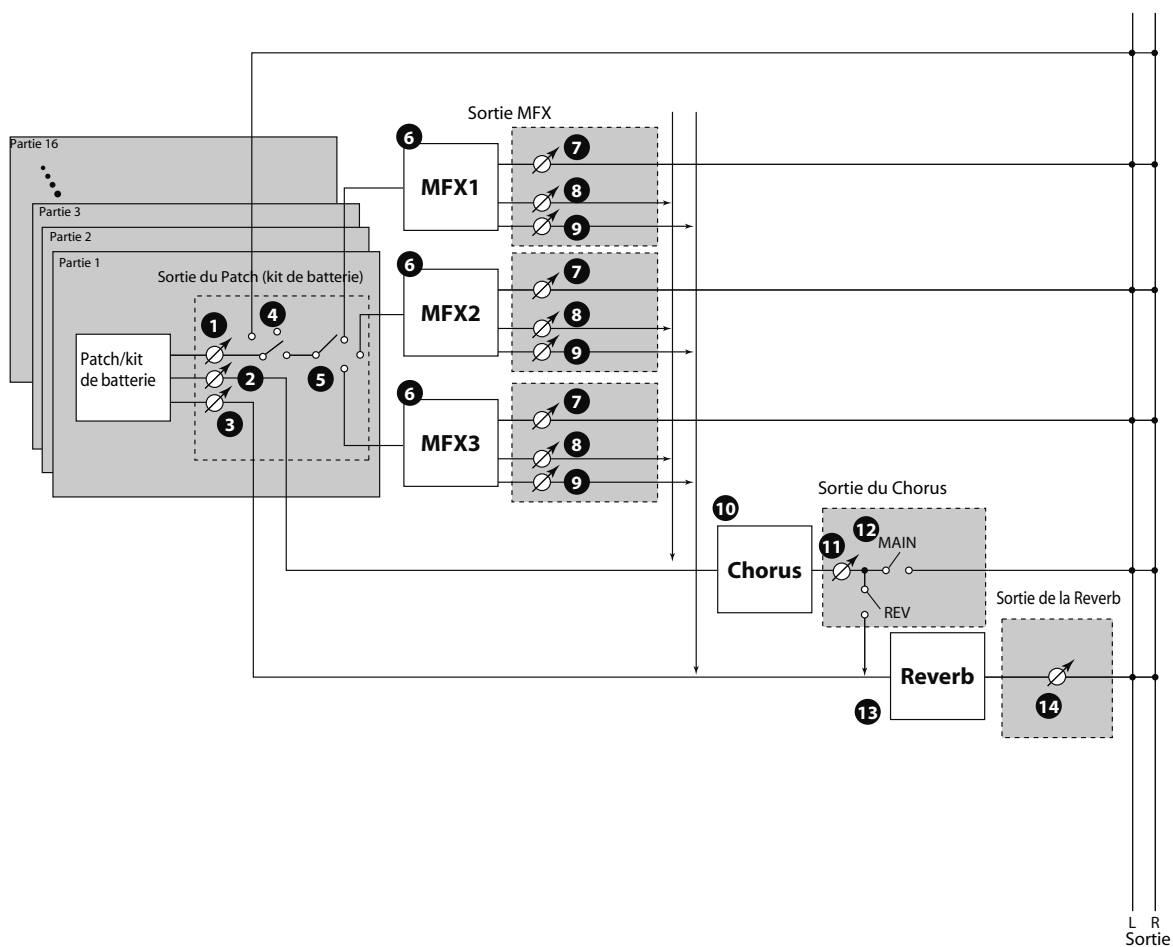 Sortie MFX
Partie 16
Partie 3
Partie 2
Partie 1
Sortie du Patch (kit de batterie)
Patch/kit
de batterie
1
2
3
4
5
6
MFX1
7
8
9
6
MFX2
7
8
9
6
MFX3
7
8
9
Sortie du Chorus
10
Chorus
11
12
MAIN
REV
Sortie de la Reverb
13
Reverb
14
L R
Sortie